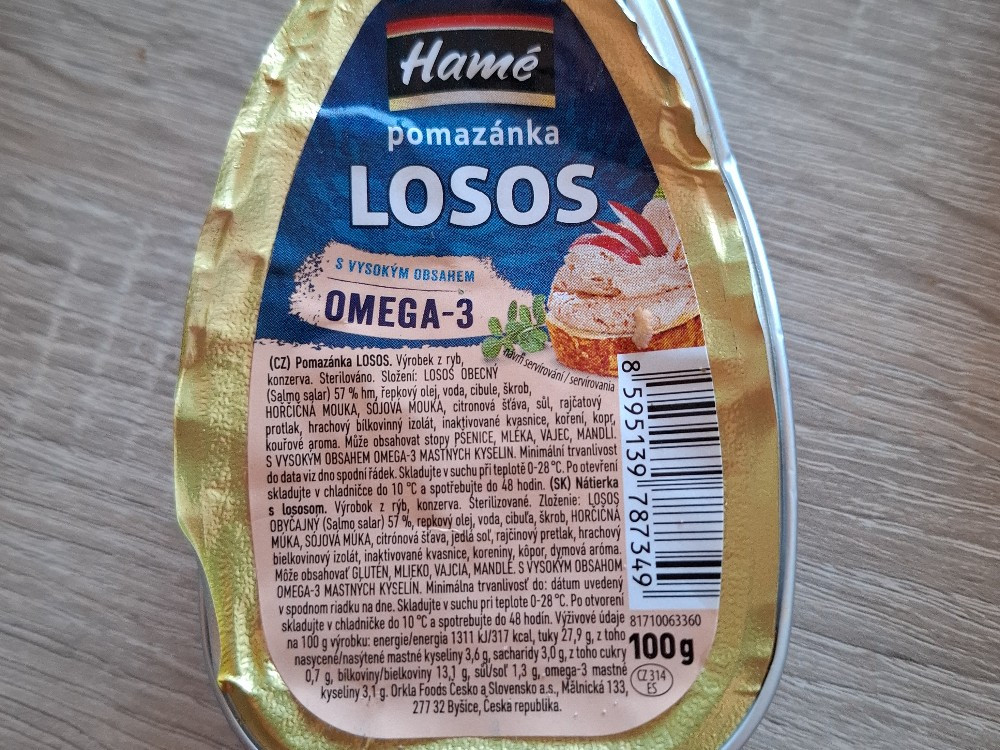 Hamé
pomazánka
LOSOS
S VYSOKÝM OBSAHEM
OMEGA-3
návrh servírování / servírovania
(CZ) Pomazánka LOSOS. Výrobek z ryb,
konzerva. Sterilováno. Složení: LOSOS OBECNÝ
(Salmo salar) 57 % hm, řepkový olej, voda, cibule, škrob,
HOŘČIČNÁ MOUKA, SÓJOVÁ MOUKA, citronová šťáva, sůl, rajčatový
protlak, hrachový bílkovinný izolát, inaktivované kvasnice, koření, kopr,
kouřové aroma. Může obsahovat stopy PŠENICE, MLÉKA, VAJEC, MANDLÍ.
S VYSOKÝM OBSAHEM OMEGA-3 MASTNÝCH KYSELIN. Minimální trvanlivost
do data viz dno spodní řádek. Skladujte v suchu při teplotě 0-28 °C. Po otevření
skladujte v chladničce do 10 °C a spotřebujte do 48 hodin. (SK) Nátierka
s lososom. Výrobok z rýb, konzerva. Sterilizované. Zloženie: LOSOS
OBYČAJNÝ (Salmo salar) 57 %, repkový olej, voda, cibuľa, škrob, HORČIČNÁ
MÚKA, SÓJOVÁ MÚKA, citrónová šťava, jedlá soľ, rajčinový pretlak, hrachový
bielkovinový izolát, inaktivované kvasnice, koreniny, kôpor, dymová aróma.
Môže obsahovať GLUTÉN, MLIEKO, VAJCIA, MANDLE. S VYSOKÝM OBSAHOM
OMEGA-3 MASTNÝCH KYSELÍN. Minimálna trvanlivosť do: dátum uvedený
v spodnom riadku na dne. Skladujte v suchu pri teplote 0-28 °C. Po otvorení
skladujte v chladničke do 10 °C a spotrebujte do 48 hodín. Výživové údaje
na 100 g výrobku: energie/energia 1311 kJ/317 kcal, tuky 27,9 g, z toho
nasycené/nasýtené mastné kyseliny 3,6 g, sacharidy 3,0 g, z toho cukry
0,7 g, bílkoviny/bielkoviny 13,1 g, sůl/soľ 1,3 g, omega-3 mastné
kyseliny 3,1 g. Orkla Foods Česko a Slovensko a.s., Mělnická 133,
277 32 Byšice, Česká republika.
8 595139 787349
81710063360
100 g
CZ 314
ES